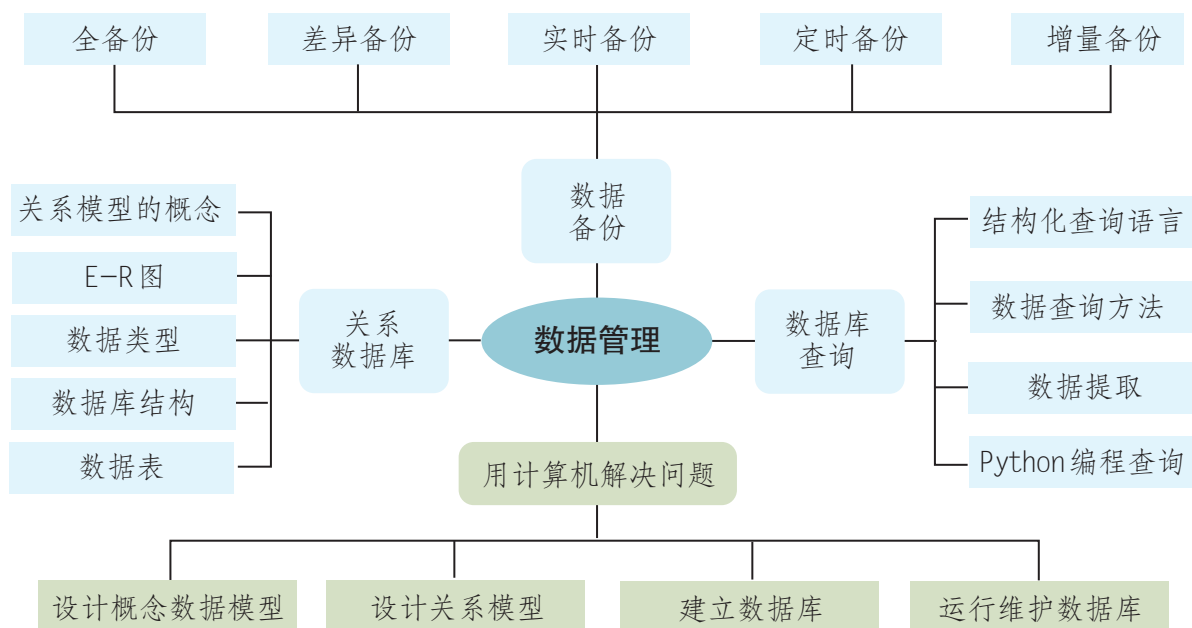 全备份
差异备份
实时备份
定时备份
增量备份
数据
备份
关系模型的概念
E-R图
数据类型
数据库结构
数据表
关系
数据库
数据管理
数据库
查询
结构化查询语言
数据查询方法
数据提取
Python编程查询
用计算机解决问题
设计概念数据模型
设计关系模型
建立数据库
运行维护数据库